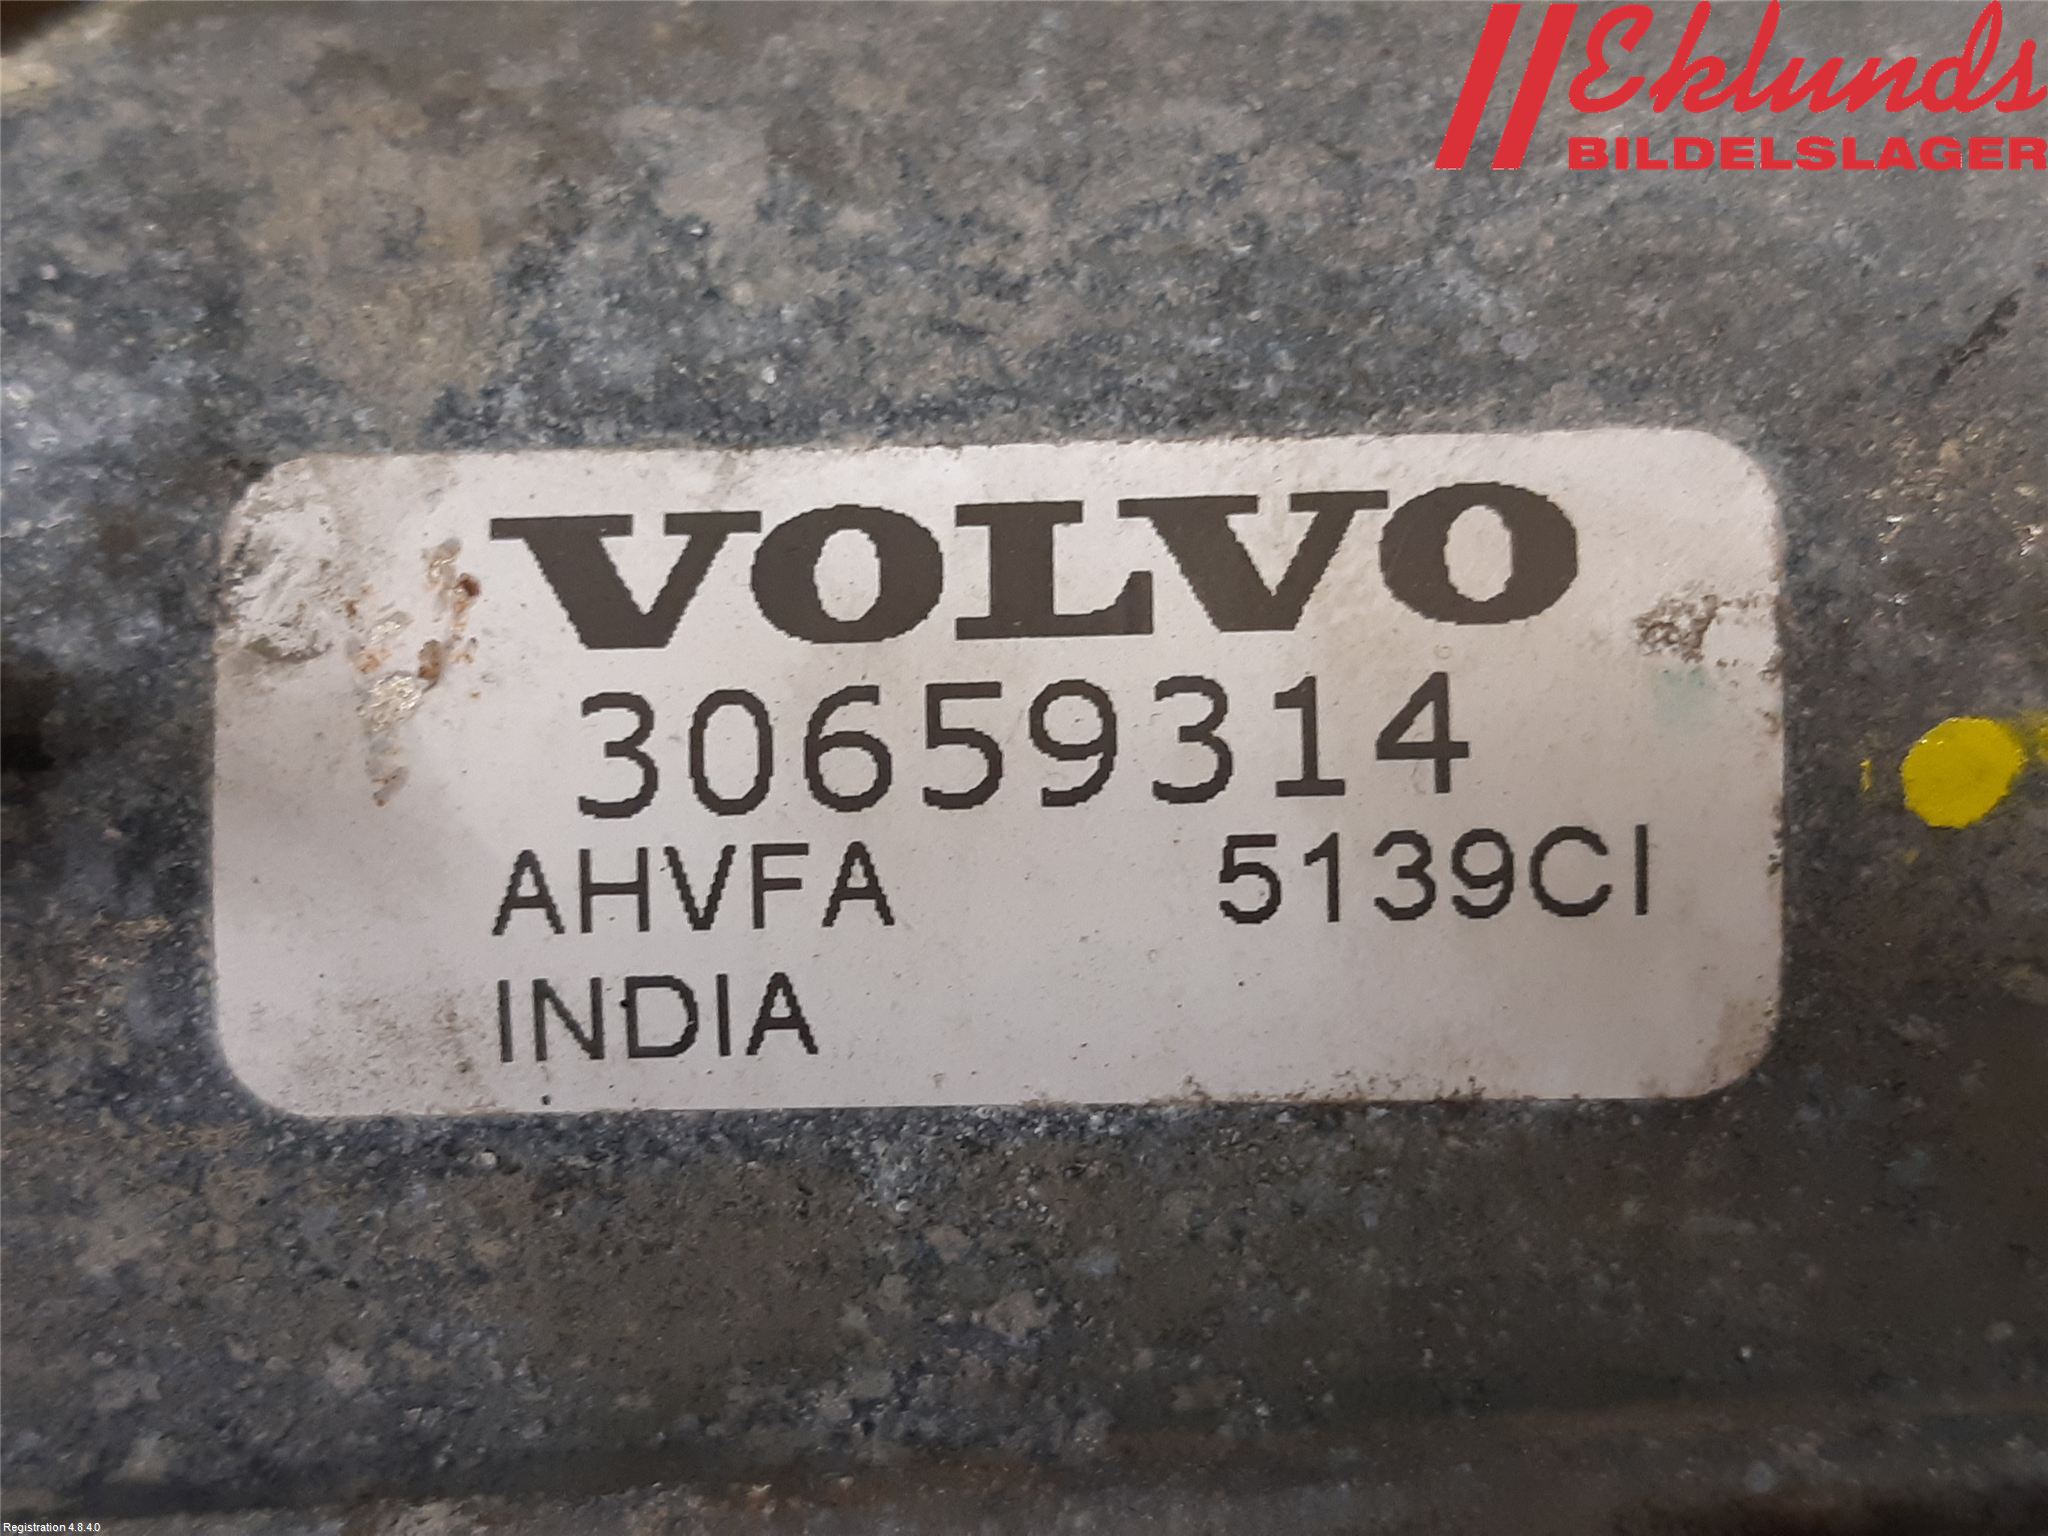 Eklunds
BILDELSLAGER
VOLVO
30659314
AHVFA 5139CI
INDIA
Registration 4.8.4.0